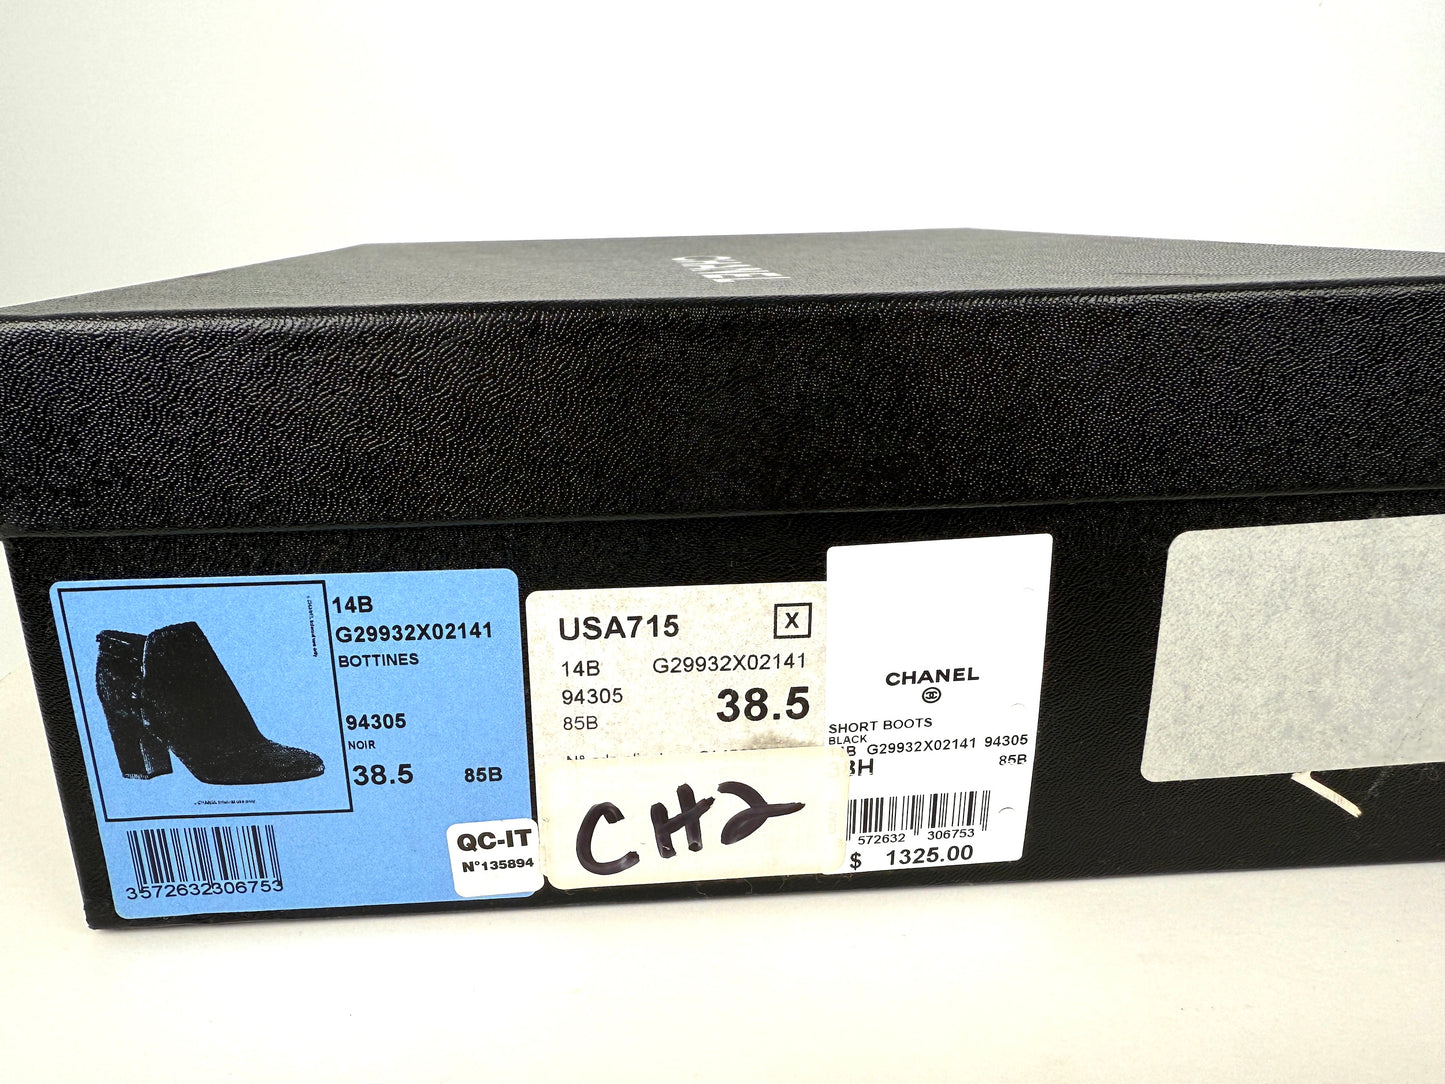 CHANEL
14B
G29932X02141
BOTTINES
94305
NOIR
38.5 85B
3572632306753
QC-IT
N°135894
USA715 X
14B G29932X02141
94305
85B 38.5
CH2
CHANEL
SHORT BOOTS
BLACK
G29932X02141 94305
85B
572632 306753
$ 1325.00